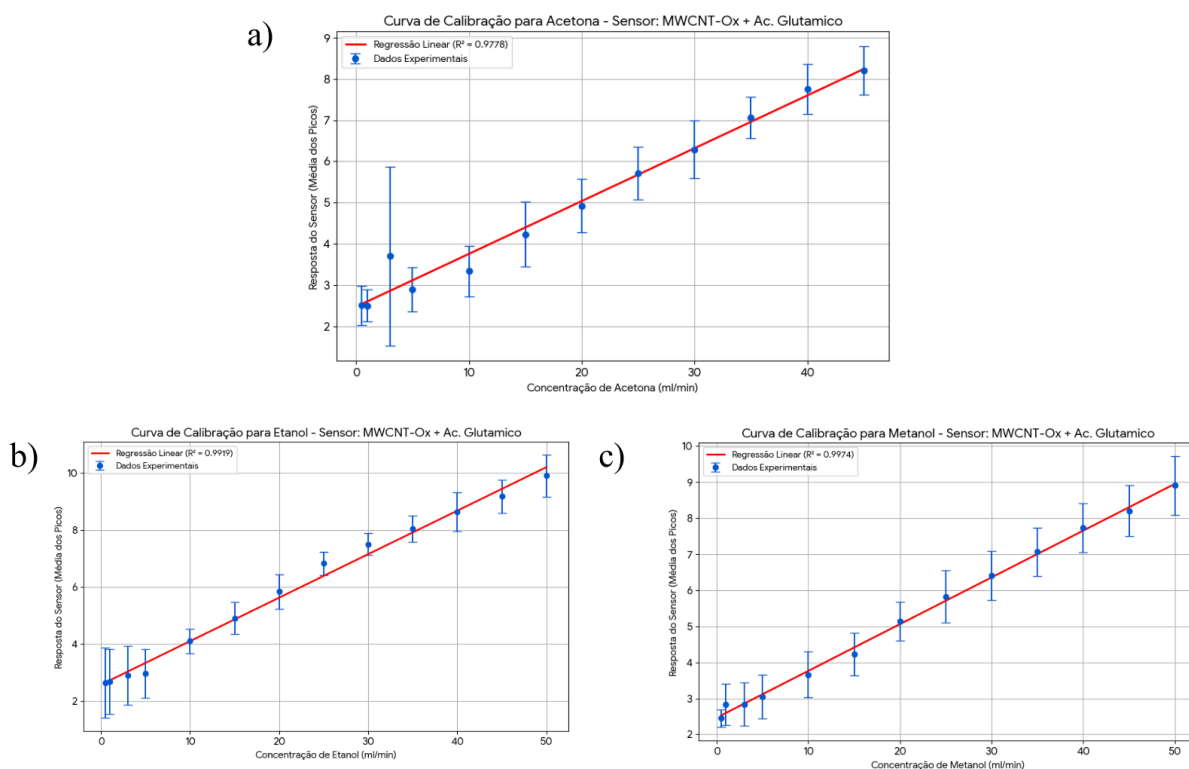 a)
Curva de Calibração para Acetona - Sensor: MWCNT-Ox + Ac. Glutamico
Regressão Linear (R² = 0.9778)
Dados Experimentais
Resposta do Sensor (Média dos Picos)
9
8
7
6
5
4
3
2
0
10
20
30
40
Concentração de Acetona (ml/min)
b)
Curva de Calibração para Etanol - Sensor: MWCNT-Ox + Ac. Glutamico
Regressão Linear (R² = 0.9919)
Dados Experimentais
Resposta do Sensor (Média dos Picos)
10
8
6
4
2
0
10
20
30
40
50
Concentração de Etanol (ml/min)
c)
Curva de Calibração para Metanol - Sensor: MWCNT-Ox + Ac. Glutamico
Regressão Linear (R² = 0.9974)
Dados Experimentais
Resposta do Sensor (Média dos Picos)
10
9
8
7
6
5
4
3
2
0
10
20
30
40
50
Concentração de Metanol (ml/min)